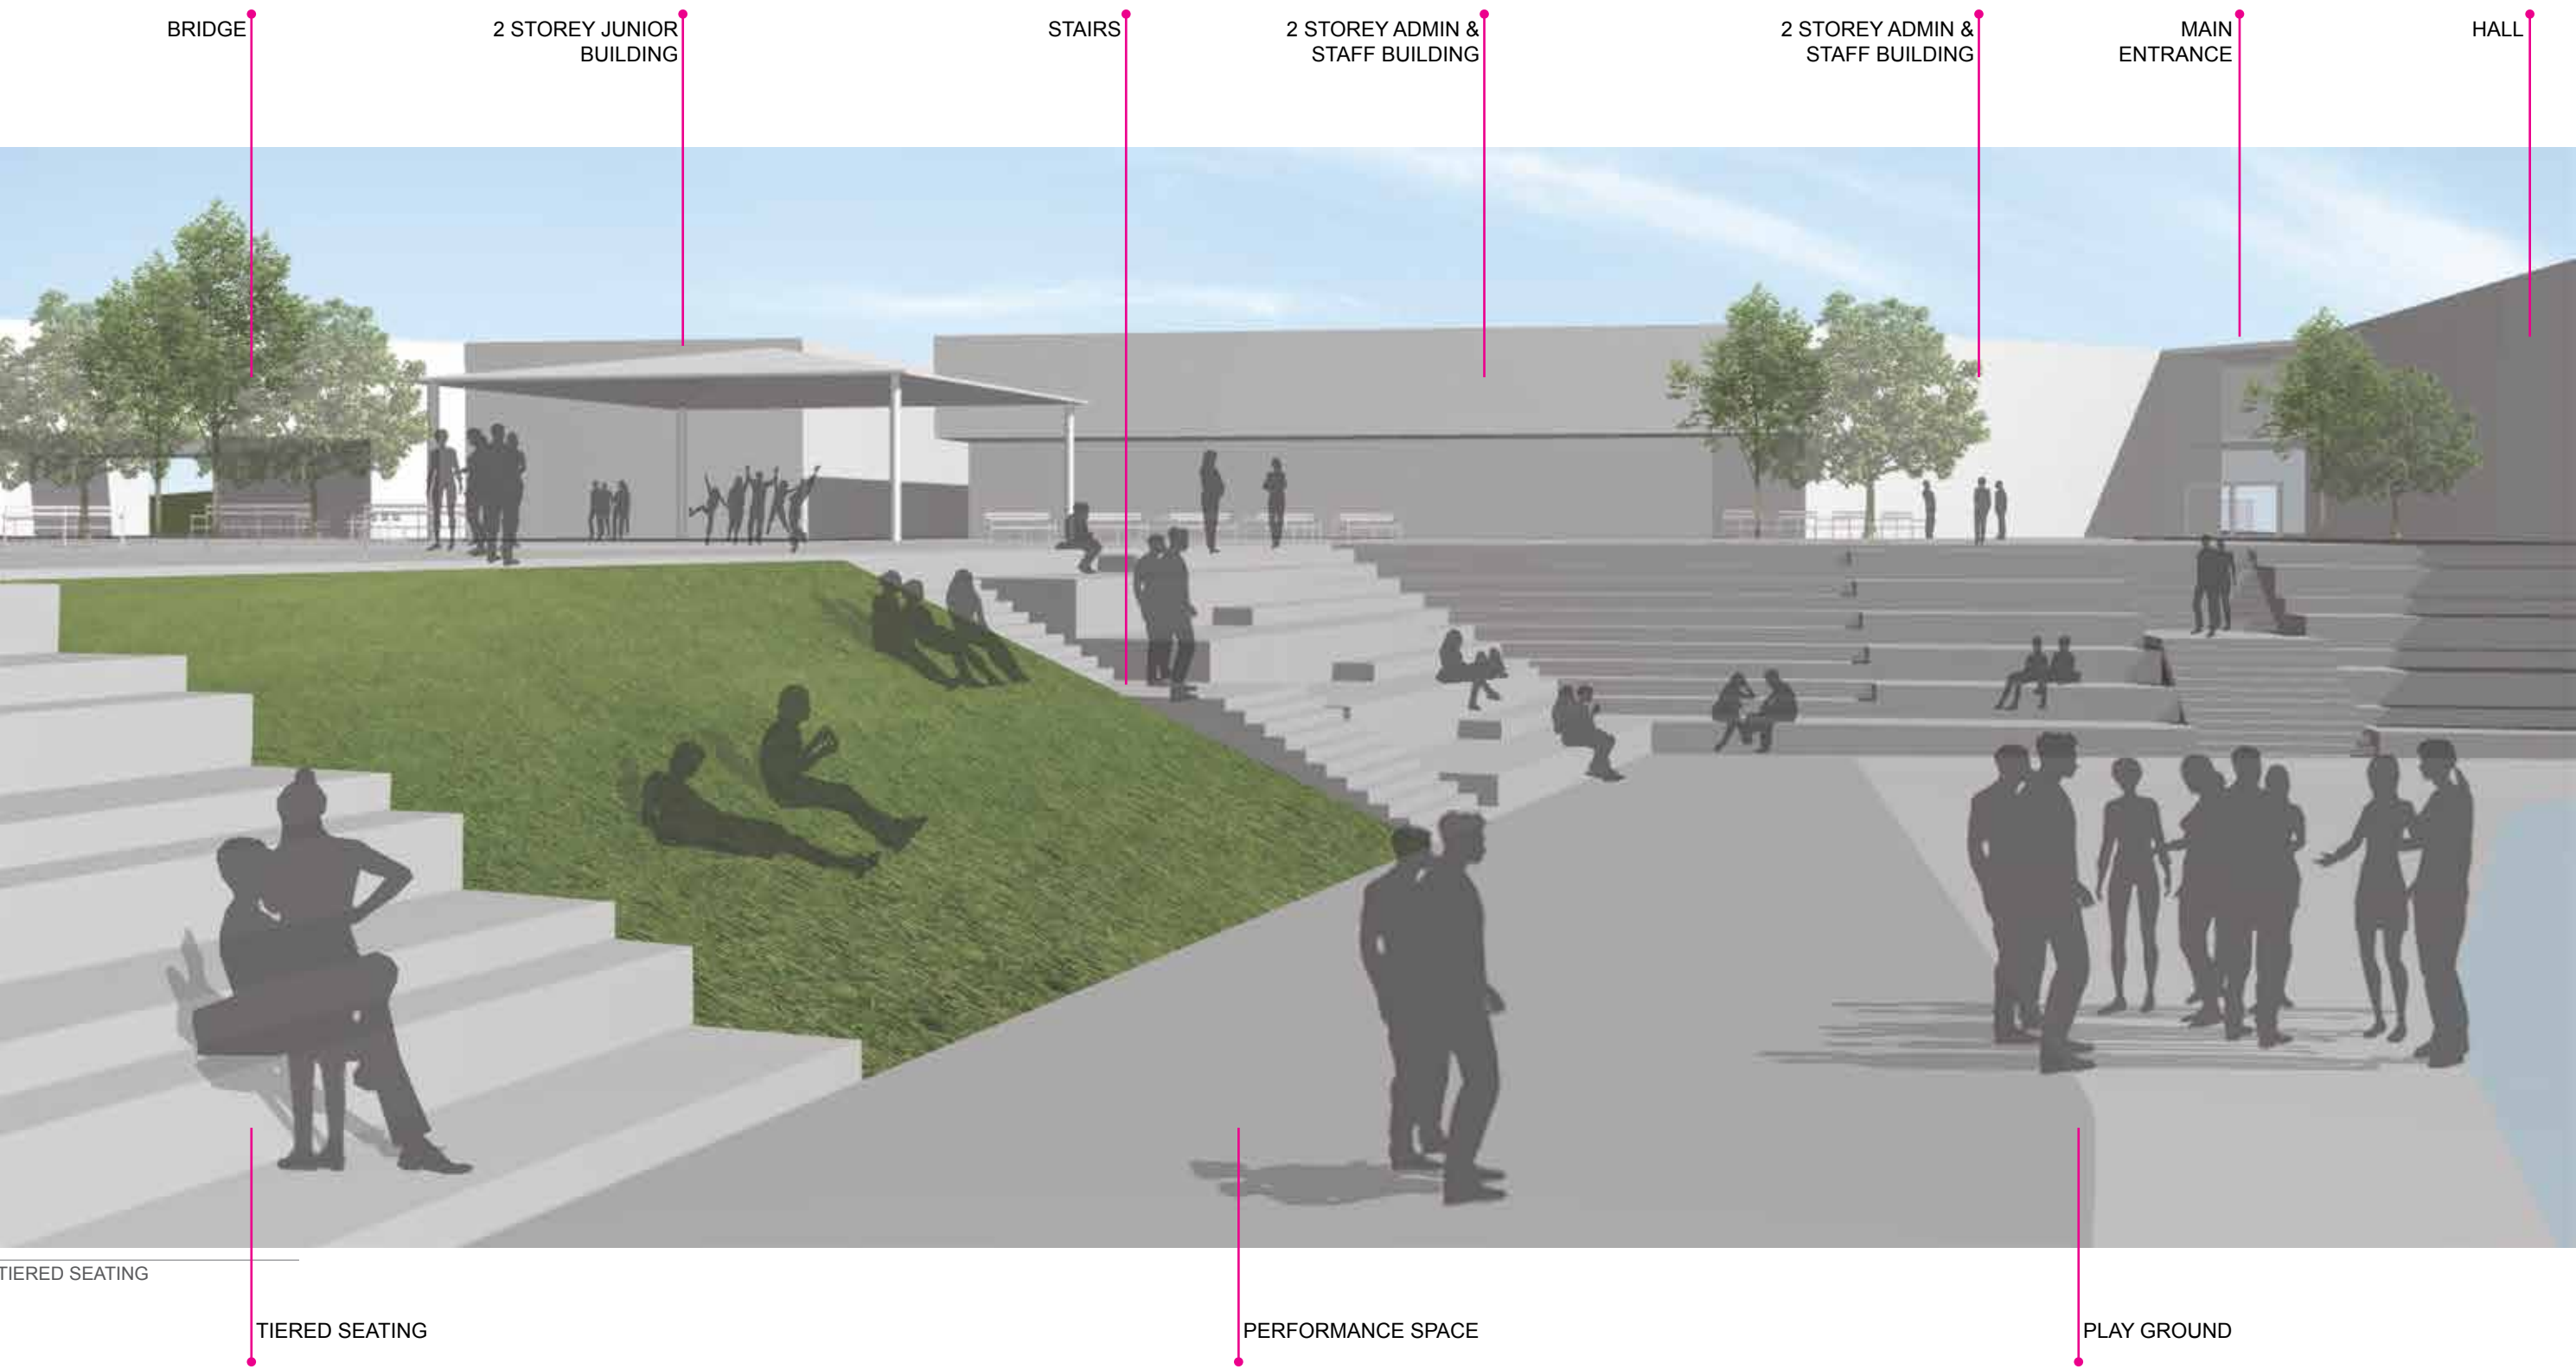 BRIDGE
2 STOREY JUNIOR
BUILDING
STAIRS
2 STOREY ADMIN &
STAFF BUILDING
2 STOREY ADMIN &
STAFF BUILDING
MAIN
ENTRANCE
HALL
TIERED SEATING
TIERED SEATING
PERFORMANCE SPACE
PLAY GROUND